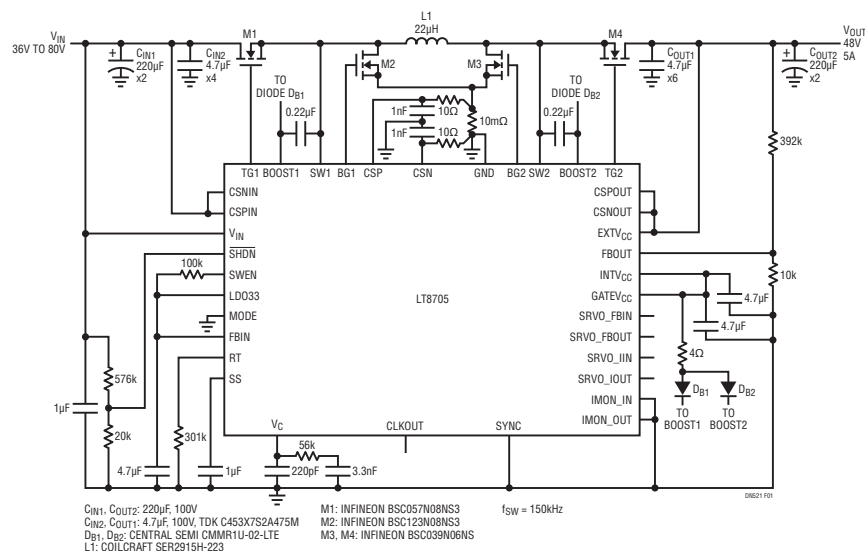 L1
22µH
VIN
36V TO 80V
M1
M4
VOUT
48V
5A
+
CIN1
220µF
×2
CIN2
4.7µF
×4
M2
M3
COUT1
4.7µF
×6
+
COUT2
220µF
×2
TO
DIODE DB1
TO
DIODE DB2
0.22µF
1nF
10Ω
1nF
10Ω
10mΩ
0.22µF
392k
TG1
BOOST1
SW1
BG1
CSP
CSN
GND
BG2
SW2
BOOST2
TG2
CSNIN
CSPIN
VIN
SHDN
SWEN
LDO33
MODE
FBIN
RT
SS
100k
LT8705
CSPOUT
CSNOUT
EXTVCC
FBOUT
INTVCC
GATEVCC
SRVO_FBIN
SRVO_FBOUT
SRVO_IIN
SRVO_IOUT
IMON_IN
IMON_OUT
10k
4.7µF
4.7µF
4Ω
DB1
DB2
TO
BOOST1
TO
BOOST2
576k
1µF
20k
4.7µF
301k
1µF
VC
CLKOUT
SYNC
56k
220pF
3.3nF
DN521 F01
CIN1, COUT2: 220µF, 100V
CIN2, COUT1: 4.7µF, 100V, TDK C453X7S2A475M
DB1, DB2: CENTRAL SEMI CMMR1U-02-LTE
L1: COILCRAFT SER2915H-223
M1: INFINEON BSC057N08NS3
M2: INFINEON BSC123N08NS3
M3, M4: INFINEON BSC039N06NS
fSW = 150kHz